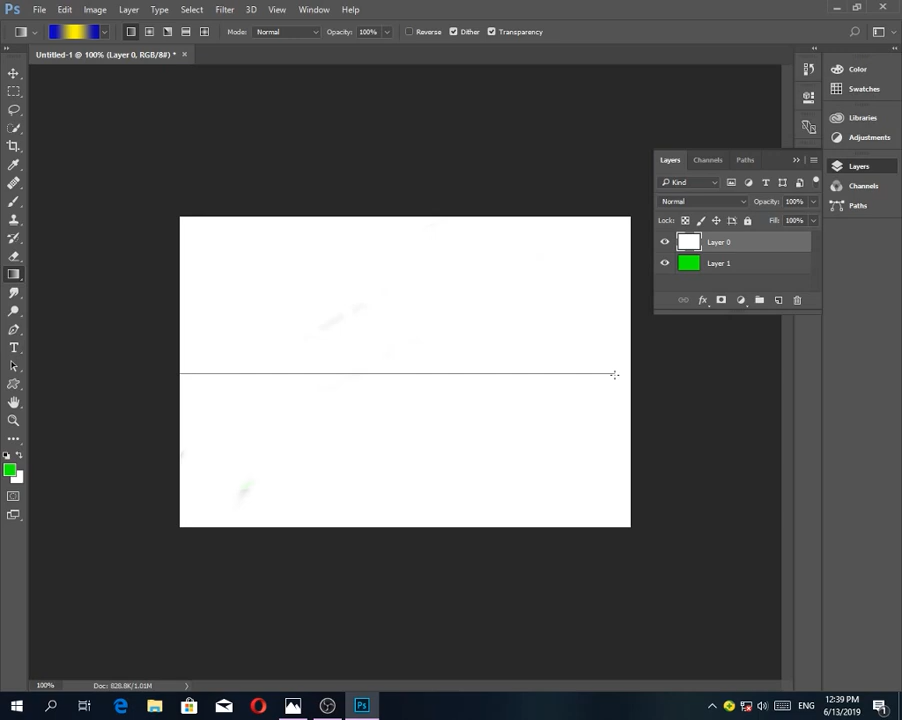 Ps File Edit Image Layer Type Select Filter 3D View Window Help
Mode: Normal Opacity: 100% Reverse Dither Transparency
Untitled-1 @ 100% (Layer 0, RGB/8#) * ×
Color
Swatches
Libraries
Adjustments
Layers
Channels
Paths
Layers Channels Paths
Kind
Normal Opacity: 100%
Lock: Fill: 100%
Layer 0
Layer 1
fx
100% Doc: 828.8K/1.01M
Ps ENG 12:39 PM
6/13/2019
1